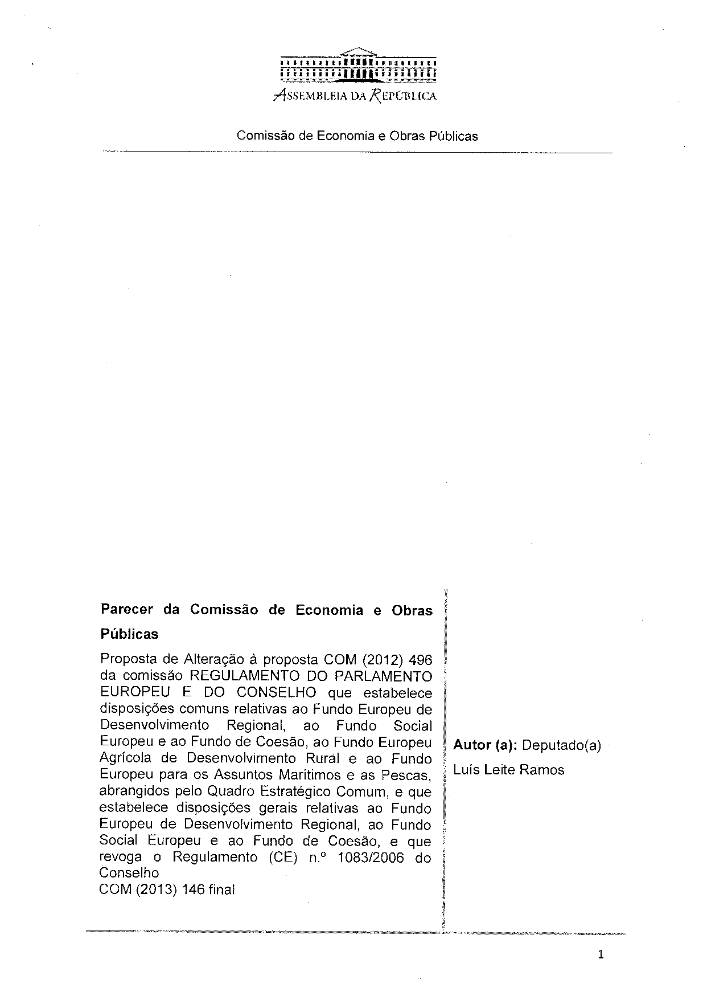 ASSEMBLEIA DA REPÚBLICA
Comissão de Economia e Obras Públicas
Parecer da Comissão de Economia e Obras
Públicas
Proposta de Alteração à proposta COM (2012) 496
da comissão REGULAMENTO DO PARLAMENTO
EUROPEU E DO CONSELHO que estabelece
disposições comuns relativas ao Fundo Europeu de
Desenvolvimento Regional, ao Fundo Social
Europeu e ao Fundo de Coesão, ao Fundo Europeu
Agrícola de Desenvolvimento Rural e ao Fundo
Europeu para os Assuntos Marítimos e as Pescas,
abrangidos pelo Quadro Estratégico Comum, e que
estabelece disposições gerais relativas ao Fundo
Europeu de Desenvolvimento Regional, ao Fundo
Social Europeu e ao Fundo de Coesão, e que
revoga o Regulamento (CE) n.º 1083/2006 do
Conselho
COM (2013) 146 final
Autor (a): Deputado(a)
Luís Leite Ramos
1